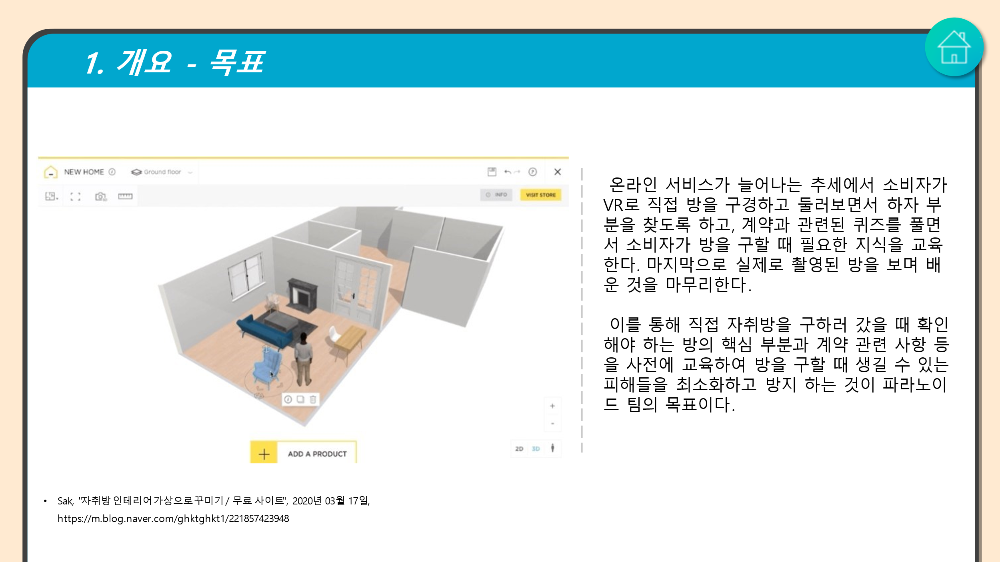 1. 개요 - 목표
NEW HOME
Ground floor
INFO
VISIT STORE
ADD A PRODUCT
+
-
2D 3D
온라인 서비스가 늘어나는 추세에서 소비자가
VR로 직접 방을 구경하고 둘러보면서 하자 부
분을 찾도록 하고, 계약과 관련된 퀴즈를 풀면
서 소비자가 방을 구할 때 필요한 지식을 교육
한다. 마지막으로 실제로 촬영된 방을 보며 배
운 것을 마무리한다.
이를 통해 직접 자취방을 구하러 갔을 때 확인
해야 하는 방의 핵심 부분과 계약 관련 사항 등
을 사전에 교육하여 방을 구할 때 생길 수 있는
피해들을 최소화하고 방지 하는 것이 파라노이
드 팀의 목표이다.
• Sak, "자취방 인테리어 가상으로 꾸미기 / 무료 사이트", 2020년 03월 17일,
https://m.blog.naver.com/ghktghkt1/221857423948